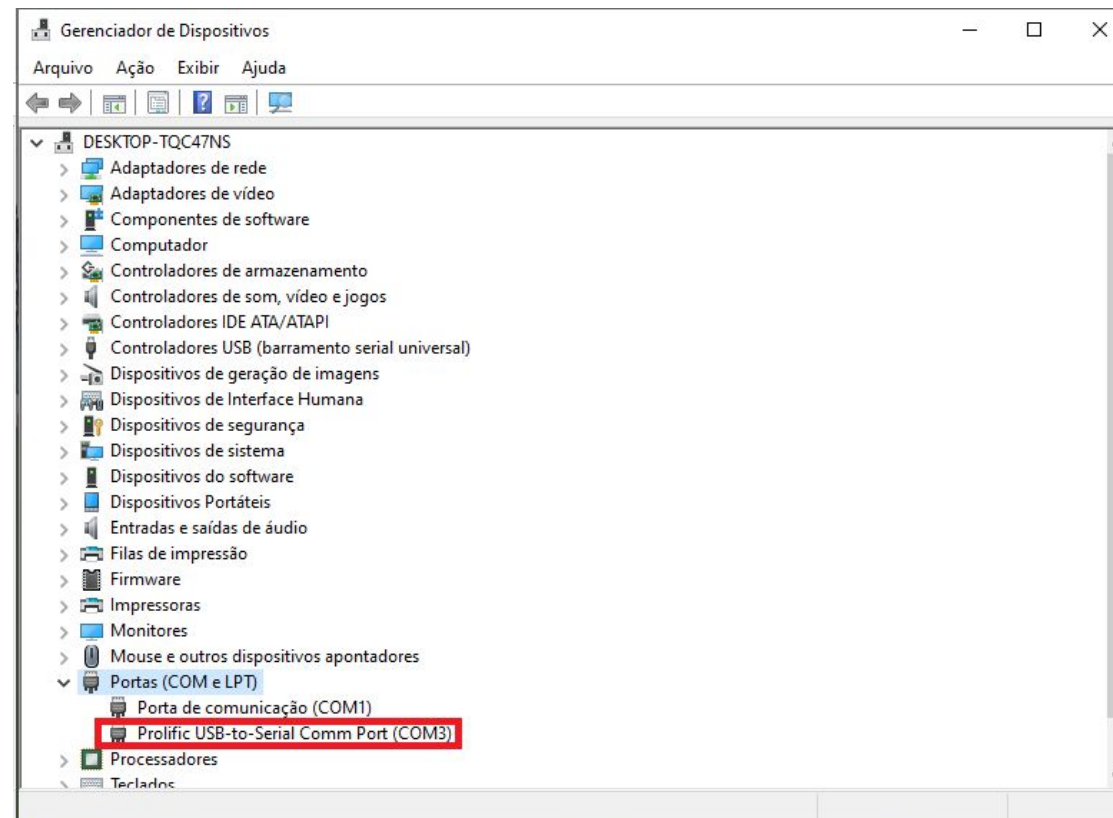 Gerenciador de Dispositivos
Arquivo Ação Exibir Ajuda
DESKTOP-TQC47NS
Adaptadores de rede
Adaptadores de vídeo
Componentes de software
Computador
Controladores de armazenamento
Controladores de som, vídeo e jogos
Controladores IDE ATA/ATAPI
Controladores USB (barramento serial universal)
Dispositivos de geração de imagens
Dispositivos de Interface Humana
Dispositivos de segurança
Dispositivos de sistema
Dispositivos do software
Dispositivos Portáteis
Entradas e saídas de áudio
Filas de impressão
Firmware
Impressoras
Monitores
Mouse e outros dispositivos apontadores
Portas (COM e LPT)
Porta de comunicação (COM1)
Prolific USB-to-Serial Comm Port (COM3)
Processadores
Teclados